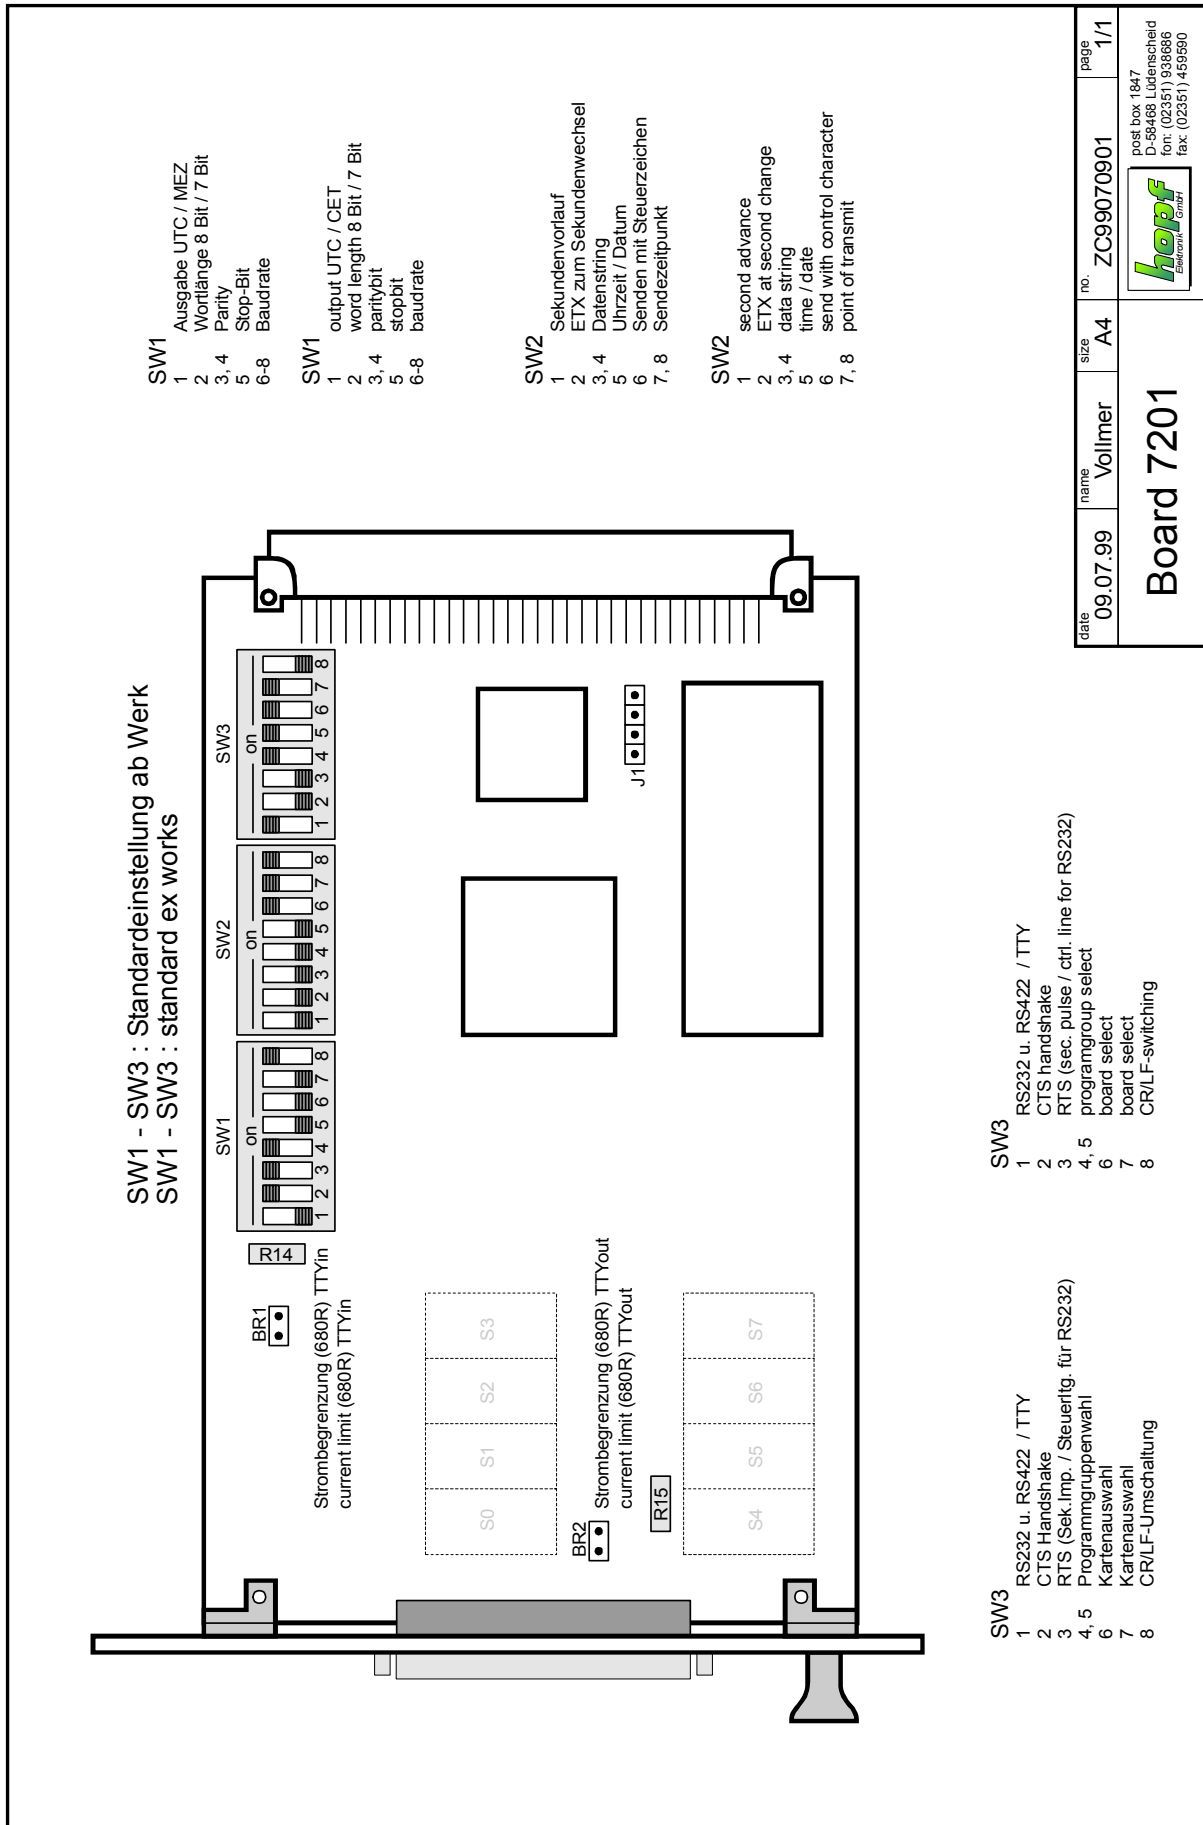 SW1 - SW3 : Standardeinstellung ab Werk
SW1 - SW3 : standard ex works
SW1
on
1 2 3 4 5 6 7 8
SW2
on
1 2 3 4 5 6 7 8
SW3
on
1 2 3 4 5 6 7 8
R14
BR1
Strombegrenzung (680R) TTYin
current limit (680R) TTYin
S0 S1 S2 S3
BR2
Strombegrenzung (680R) TTYout
current limit (680R) TTYout
R15
S4 S5 S6 S7
J1
SW1
1 Ausgabe UTC / MEZ
2 Wortlänge 8 Bit / 7 Bit
3, 4 Parity
5 Stop-Bit
6-8 Baudrate
SW1
1 output UTC / CET
2 word length 8 Bit / 7 Bit
3, 4 paritybit
5 stopbit
6-8 baudrate
SW2
1 Sekundenvorlauf
2 ETX zum Sekundenwechsel
3, 4 Datenstring
5 Uhrzeit / Datum
6 Senden mit Steuerzeichen
7, 8 Sendezeitpunkt
SW2
1 second advance
2 ETX at second change
3, 4 data string
5 time / date
6 send with control character
7, 8 point of transmit
SW3
1 RS232 u. RS422 / TTY
2 CTS Handshake
3 RTS (Sek.Imp. / Steuerltg. für RS232)
4, 5 Programmgruppenwahl
6 Kartenauswahl
7 Kartenauswahl
8 CR/LF-Umschaltung
SW3
1 RS232 u. RS422 / TTY
2 CTS handshake
3 RTS (sec. pulse / ctrl. line for RS232)
4, 5 programgroup select
6 board select
7 board select
8 CR/LF-switching
date 09.07.99
name Vollmer
size A4
no. ZC99070901
page 1/1
Board 7201
hopf
Elektronik GmbH
post box 1847
D-58468 Lüdenscheid
fon: (02351) 938686
fax: (02351) 459590